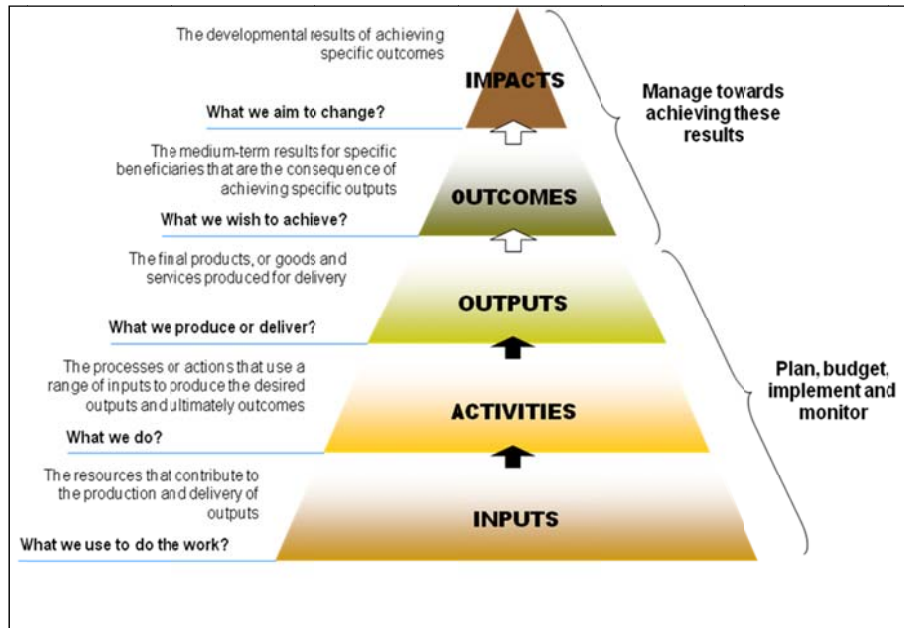 The developmental results of achieving
specific outcomes
IMPACTS
What we aim to change?
Manage towards
achieving these
results
The medium-term results for specific
beneficiaries that are the consequence of
achieving specific outputs
OUTCOMES
What we wish to achieve?
The final products, or goods and
services produced for delivery
OUTPUTS
What we produce or deliver?
The processes or actions that use a
range of inputs to produce the desired
outputs and ultimately outcomes
ACTIVITIES
What we do?
Plan, budget,
implement and
monitor
The resources that contribute to
the production and delivery of
outputs
INPUTS
What we use to do the work?